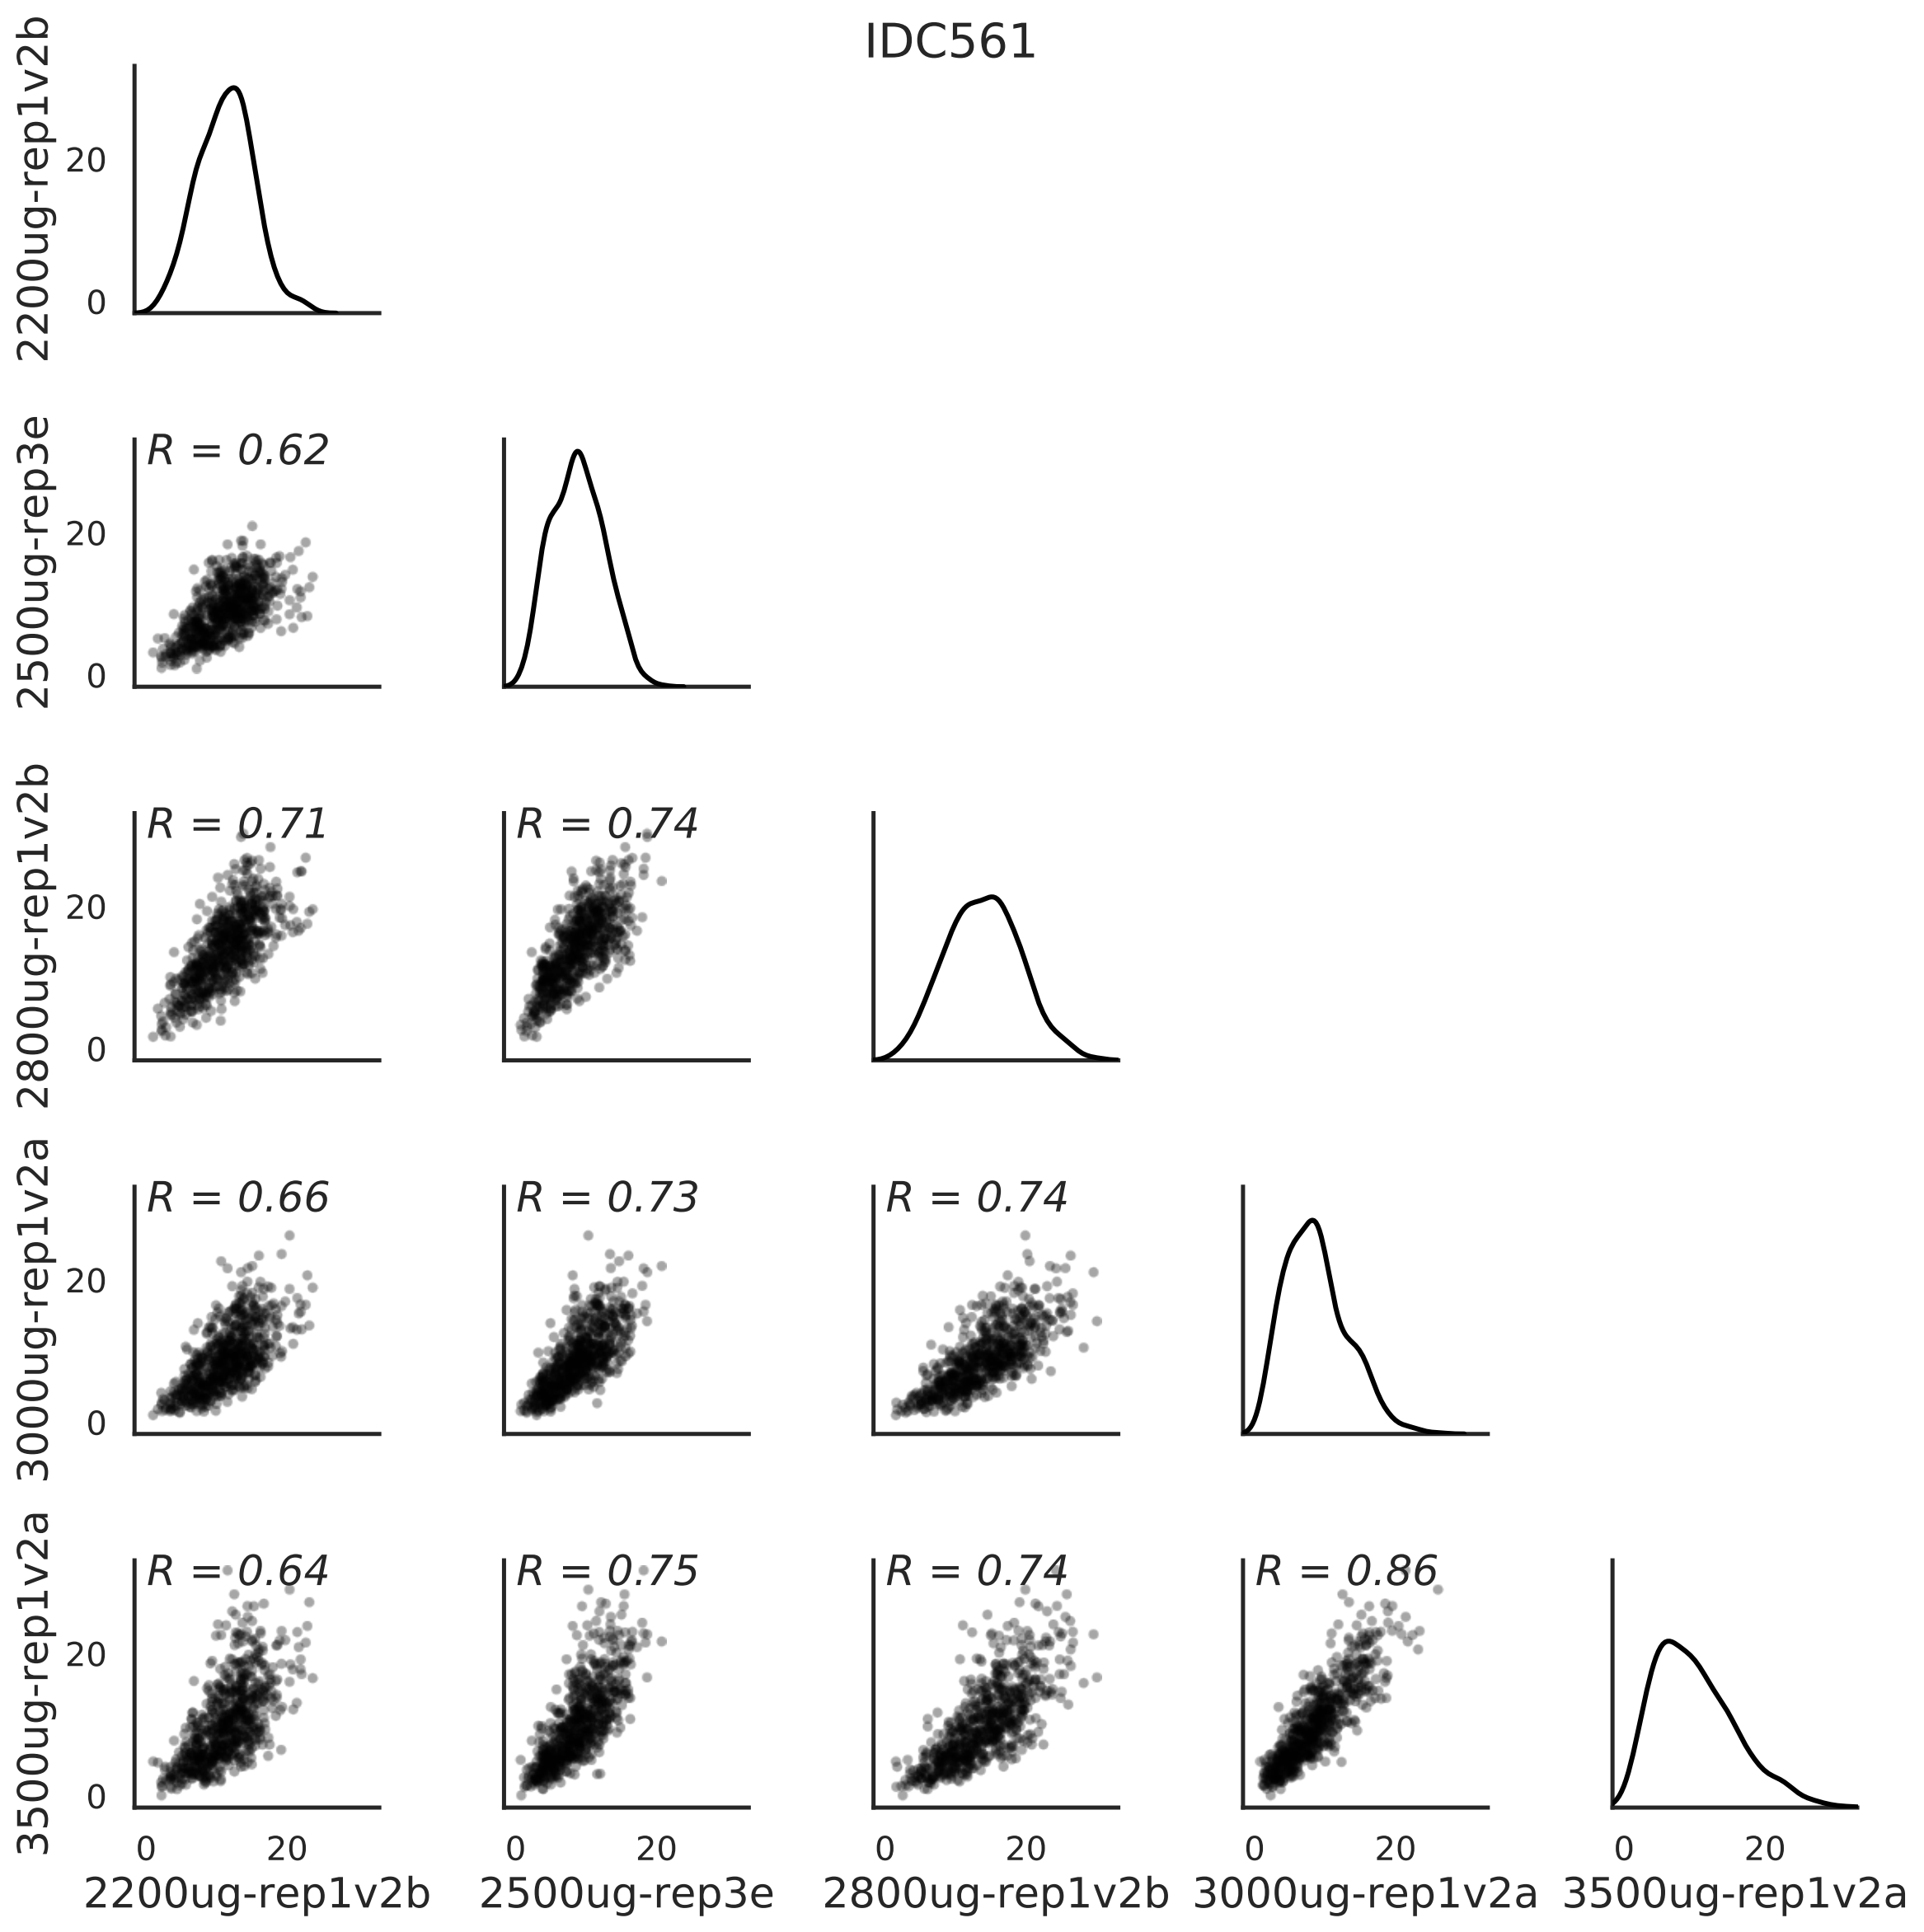 IDC561
2200ug-rep1v2b
20
0
2500ug-rep3e
20
0
R = 0.62
2800ug-rep1v2b
20
0
R = 0.71
R = 0.74
3000ug-rep1v2a
20
0
R = 0.66
R = 0.73
R = 0.74
3500ug-rep1v2a
20
0
R = 0.64
R = 0.75
R = 0.74
R = 0.86
0 20 0 20 0 20 0 20 0 20
2200ug-rep1v2b 2500ug-rep3e 2800ug-rep1v2b 3000ug-rep1v2a 3500ug-rep1v2a